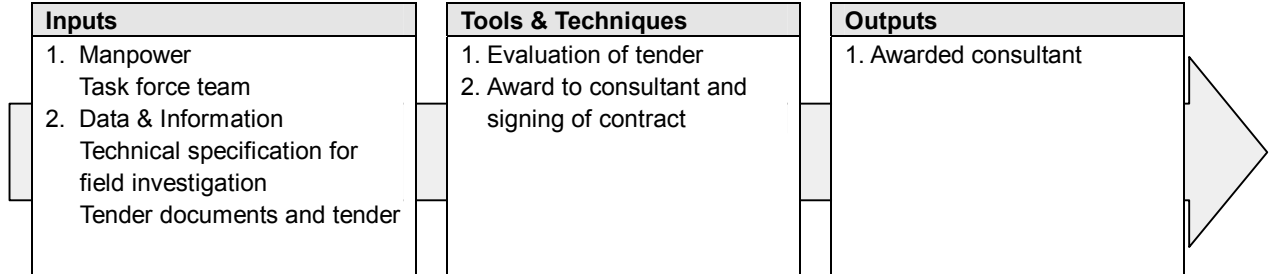 Inputs
1. Manpower
Task force team
2. Data & Information
Technical specification for
field investigation
Tender documents and tender
Tools & Techniques
1. Evaluation of tender
2. Award to consultant and
signing of contract
Outputs
1. Awarded consultant